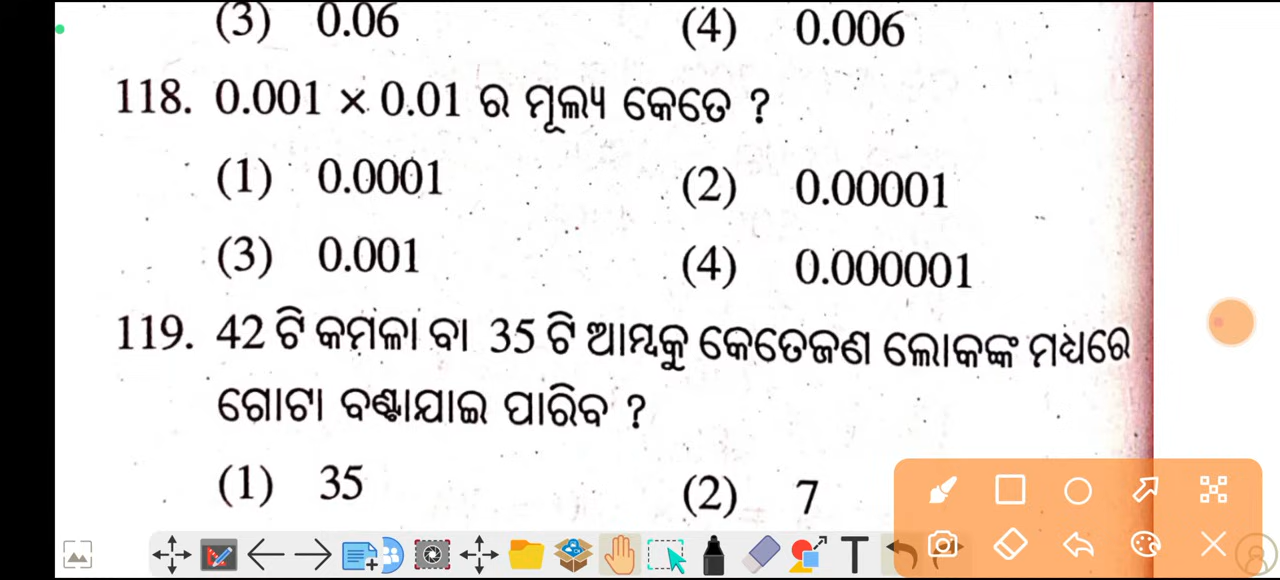 (3) 0.06 (4) 0.006
118. 0.001 × 0.01 ର ମୂଲ୍ୟ କେତେ ?
(1) 0.0001 (2) 0.00001
(3) 0.001 (4) 0.000001
119. 42 ଟି କମଳା ବା 35 ଟି ଆମ୍ବକୁ କେତେଜଣ ଲୋକଙ୍କ ମଧ୍ୟରେ
ଗୋଟା ବଣ୍ଟାଯାଇ ପାରିବ ?
(1) 35 (2) 7